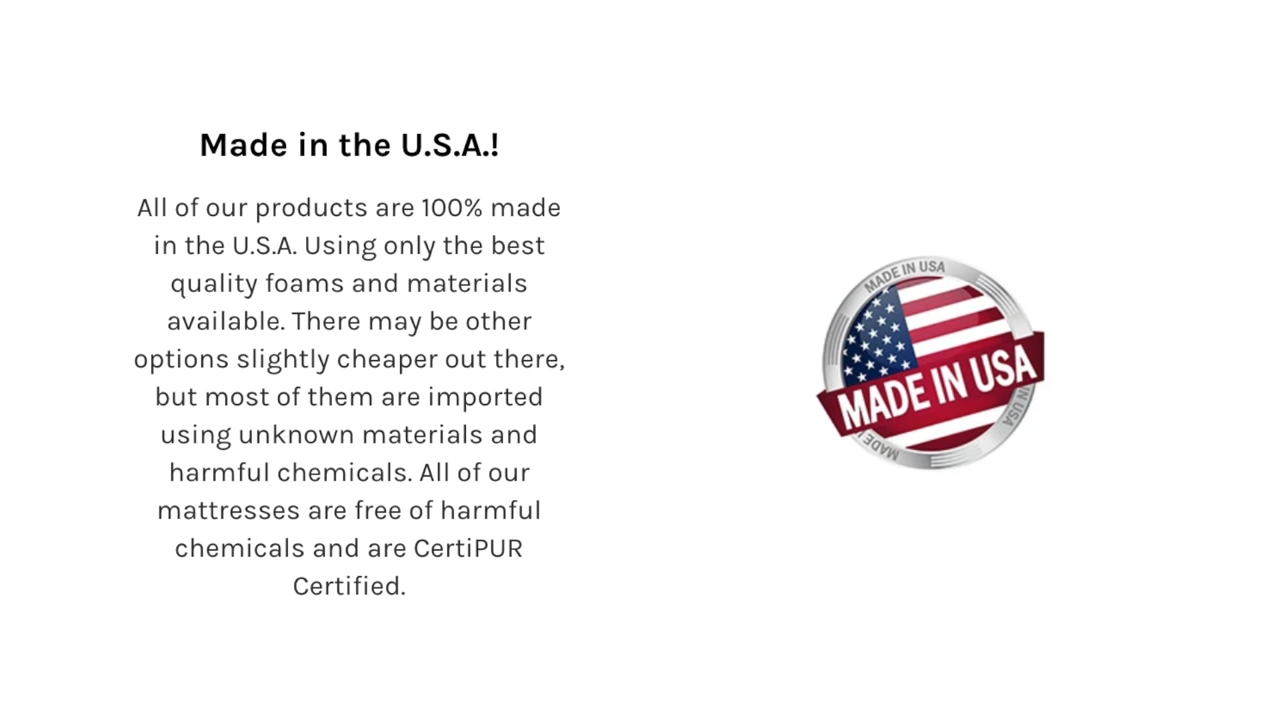 Made in the U.S.A.!
All of our products are 100% made
in the U.S.A. Using only the best
quality foams and materials
available. There may be other
options slightly cheaper out there,
but most of them are imported
using unknown materials and
harmful chemicals. All of our
mattresses are free of harmful
chemicals and are CertiPUR
Certified.
MADE IN USA
MADE IN USA
IN USA
MADE